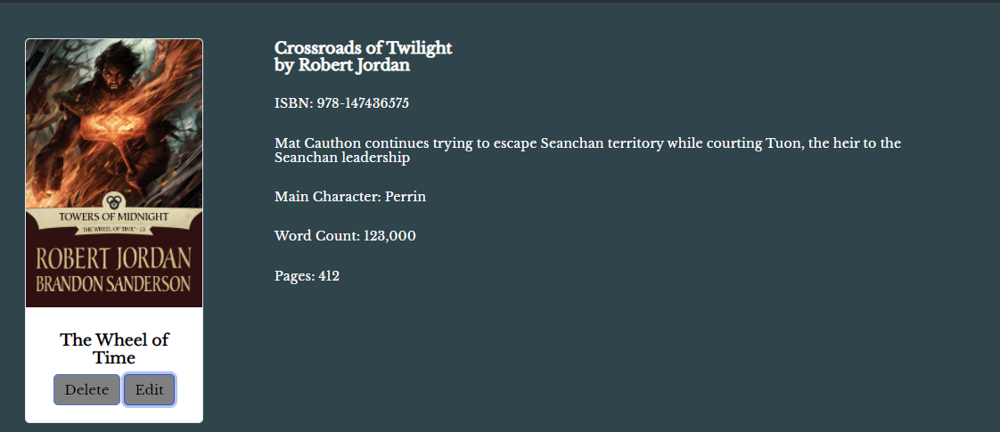 TOWERS OF MIDNIGHT
"THE WHEEL OF TIME" · 13
ROBERT JORDAN
BRANDON SANDERSON
The Wheel of
Time
Delete Edit
Crossroads of Twilight
by Robert Jordan
ISBN: 978-147436575
Mat Cauthon continues trying to escape Seanchan territory while courting Tuon, the heir to the
Seanchan leadership
Main Character: Perrin
Word Count: 123,000
Pages: 412